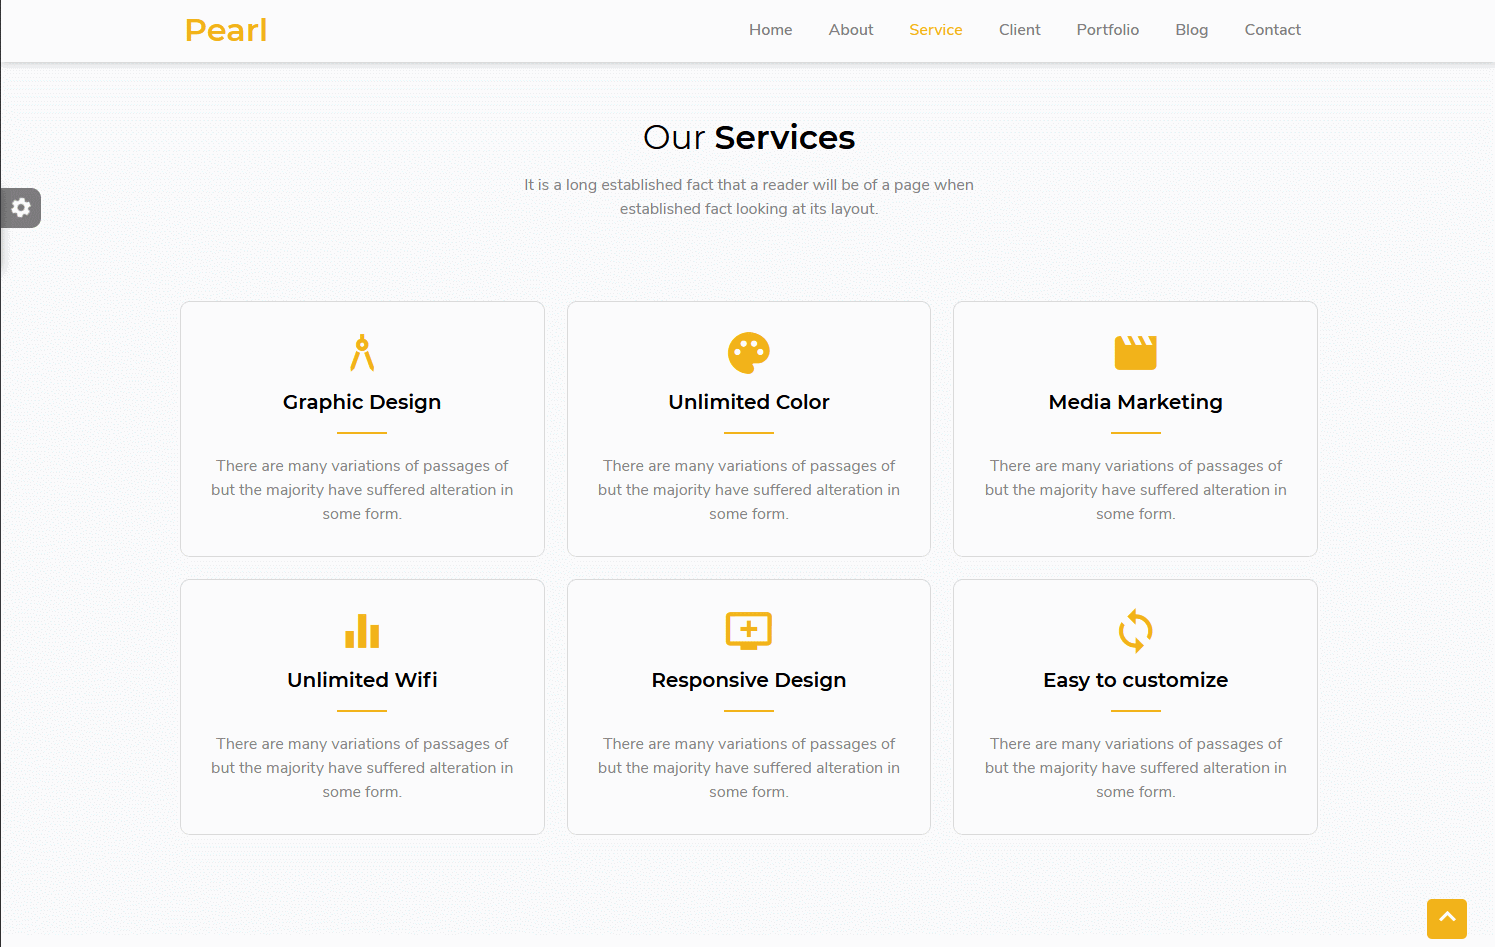 Pearl
Home About Service Client Portfolio Blog Contact
Our Services
It is a long established fact that a reader will be of a page when
established fact looking at its layout.
Graphic Design
There are many variations of passages of
but the majority have suffered alteration in
some form.
Unlimited Color
There are many variations of passages of
but the majority have suffered alteration in
some form.
Media Marketing
There are many variations of passages of
but the majority have suffered alteration in
some form.
Unlimited Wifi
There are many variations of passages of
but the majority have suffered alteration in
some form.
Responsive Design
There are many variations of passages of
but the majority have suffered alteration in
some form.
Easy to customize
There are many variations of passages of
but the majority have suffered alteration in
some form.